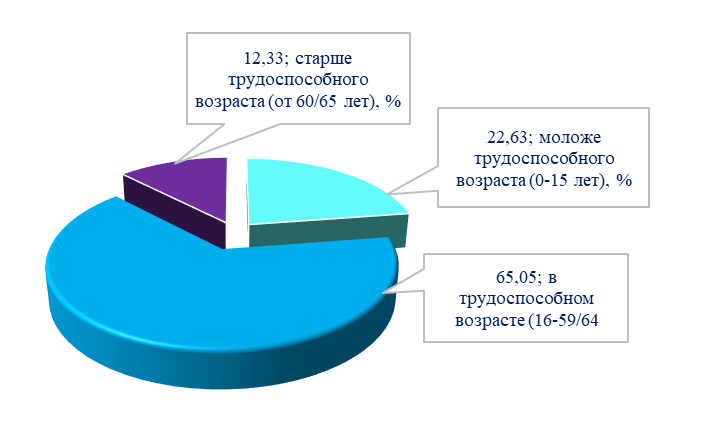 12,33; старше
трудоспособного
возраста (от 60/65 лет), %
22,63; моложе
трудоспособного
возраста (0-15 лет), %
65,05; в
трудоспособном
возрасте (16-59/64